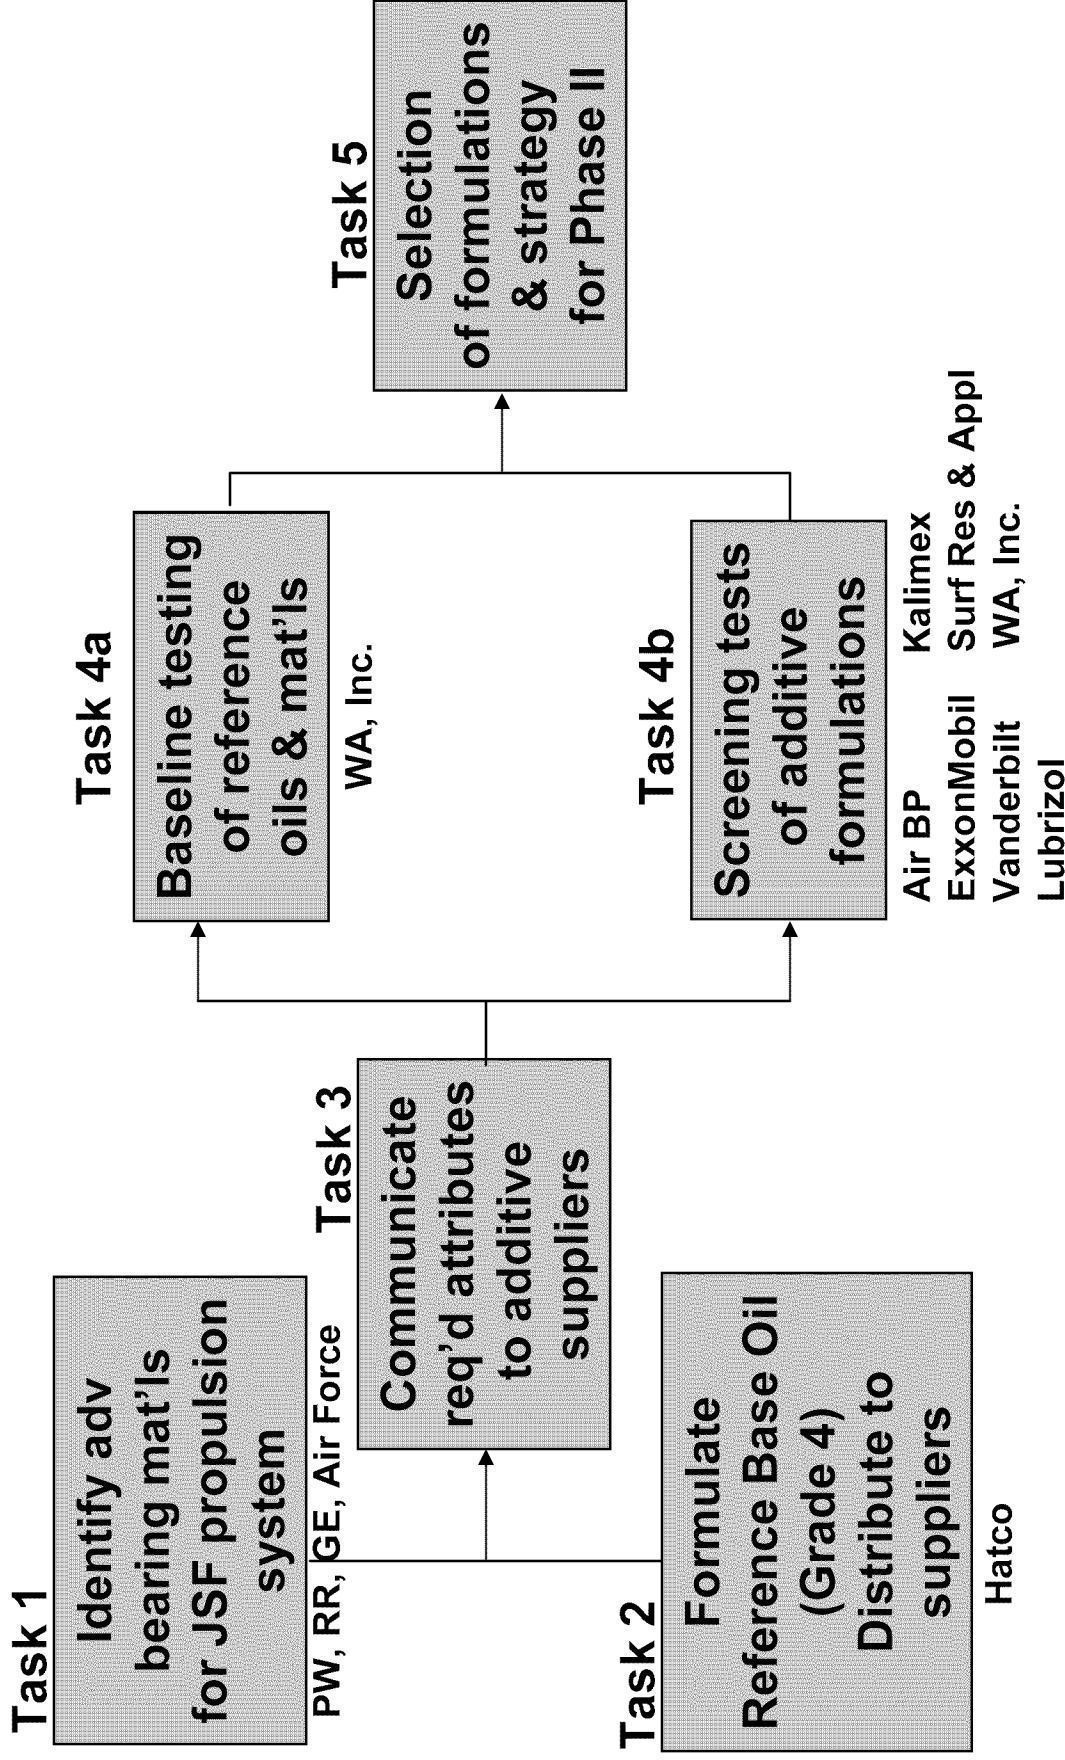 Task 1
Identify adv
bearing mat'ls
for JSF propulsion
system
PW, RR, GE, Air Force
Task 2
Formulate
Reference Base Oil
(Grade 4)
Distribute to
suppliers
Hatco
Task 3
Communicate
req'd attributes
to additive
suppliers
Task 4a
Baseline testing
of reference
oils & mat'ls
WA, Inc.
Task 4b
Screening tests
of additive
formulations
Air BP
ExxonMobil
Vanderbilt
Lubrizol
Kalimex
Surf Res & Appl
WA, Inc.
Task 5
Selection
of formulations
& strategy
for Phase II